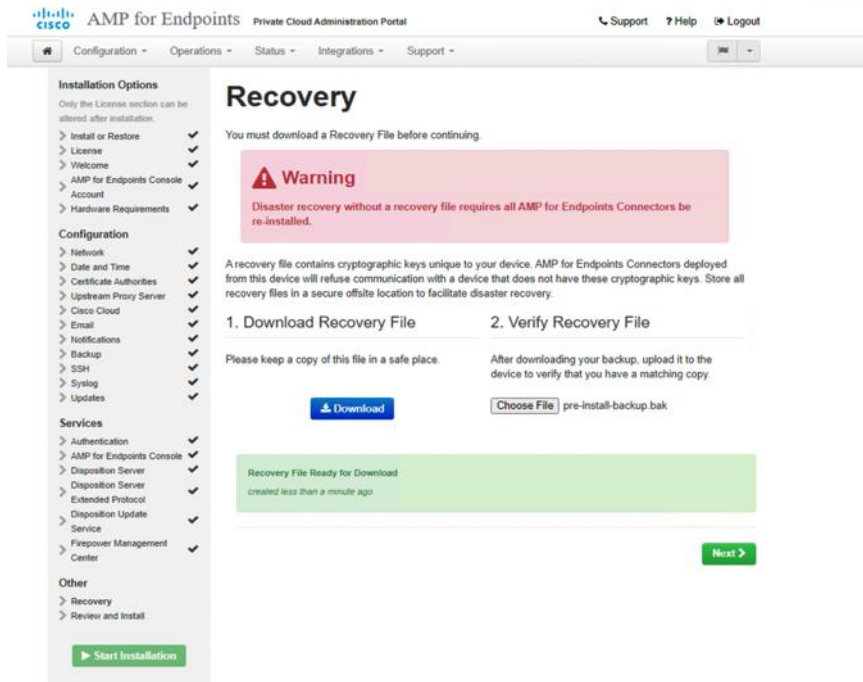 CISCO AMP for Endpoints Private Cloud Administration Portal
Support ? Help Logout
Configuration Operations Status Integrations Support
Installation Options
Only the License section can be
altered after installation.
Install or Restore
License
Welcome
AMP for Endpoints Console
Account
Hardware Requirements
Configuration
Network
Date and Time
Certificate Authorities
Upstream Proxy Server
Cisco Cloud
Email
Notifications
Backup
SSH
Syslog
Updates
Services
Authentication
AMP for Endpoints Console
Disposition Server
Disposition Server
Extended Protocol
Disposition Update
Service
Firepower Management
Center
Other
Recovery
Review and Install
Start Installation
Recovery
You must download a Recovery File before continuing.
Warning
Disaster recovery without a recovery file requires all AMP for Endpoints Connectors be
re-installed.
A recovery file contains cryptographic keys unique to your device. AMP for Endpoints Connectors deployed
from this device will refuse communication with a device that does not have these cryptographic keys. Store all
recovery files in a secure offsite location to facilitate disaster recovery.
1. Download Recovery File
Please keep a copy of this file in a safe place.
Download
2. Verify Recovery File
After downloading your backup, upload it to the
device to verify that you have a matching copy.
Choose File pre-install-backup.bak
Recovery File Ready for Download
created less than a minute ago
Next